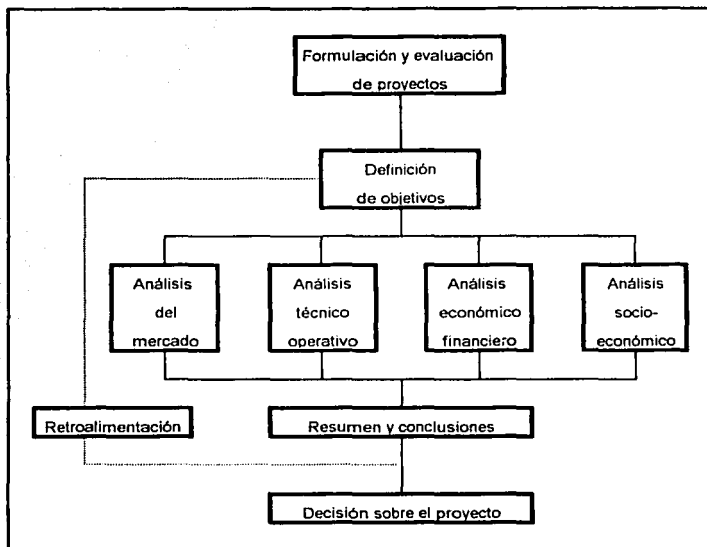 Formulación y evaluación
de proyectos
Definición
de objetivos
Análisis
del
mercado
Análisis
técnico
operativo
Análisis
económico
financiero
Análisis
socio-
económico
Retroalimentación
Resumen y conclusiones
Decisión sobre el proyecto